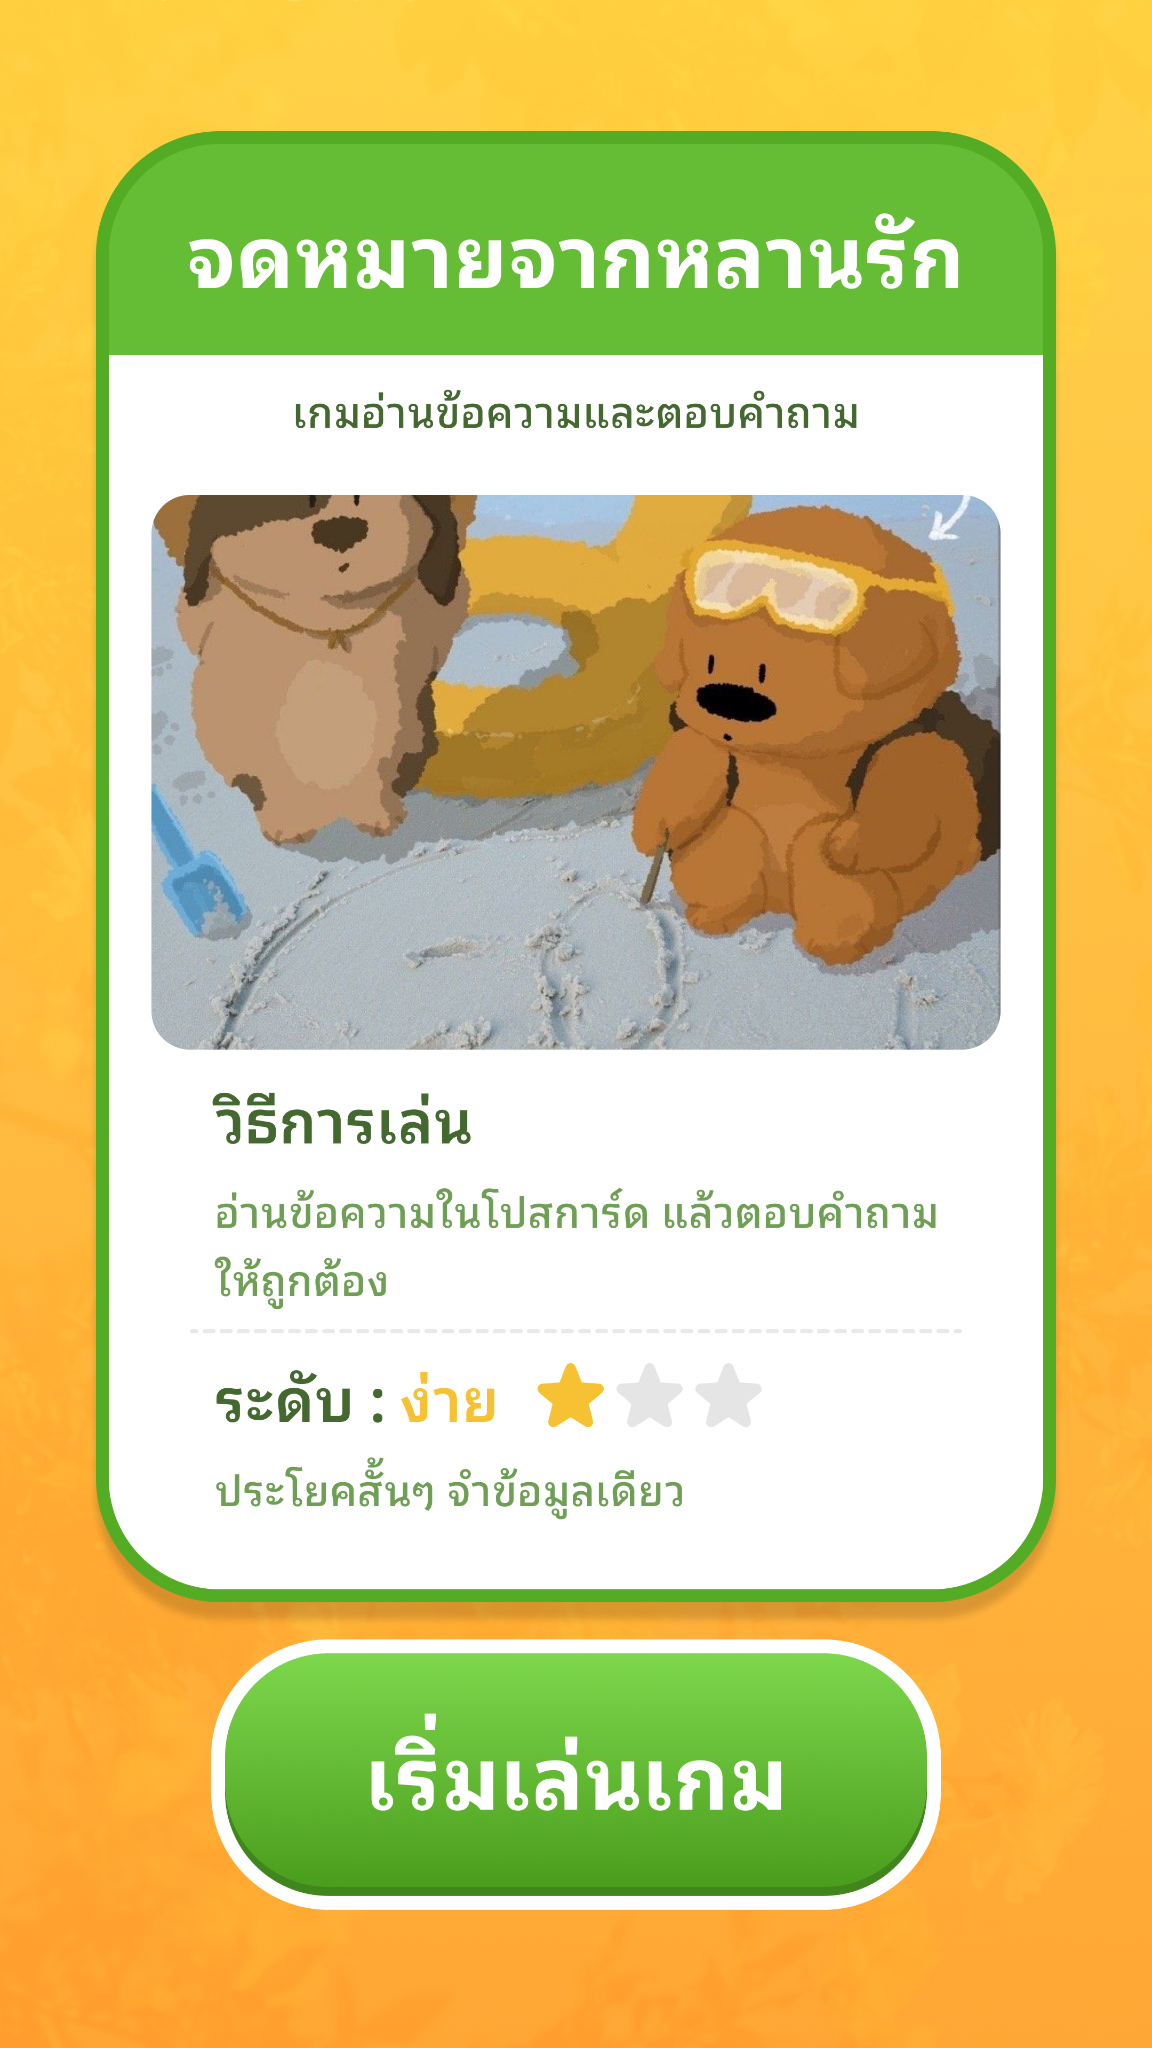 จดหมายจากหลานรัก
เกมอ่านข้อความและตอบคำถาม
วิธีการเล่น
อ่านข้อความในโปสการ์ด แล้วตอบคำถาม
ให้ถูกต้อง
ระดับ : ง่าย
ประโยคสั้นๆ จำข้อมูลเดียว
เริ่มเล่นเกม